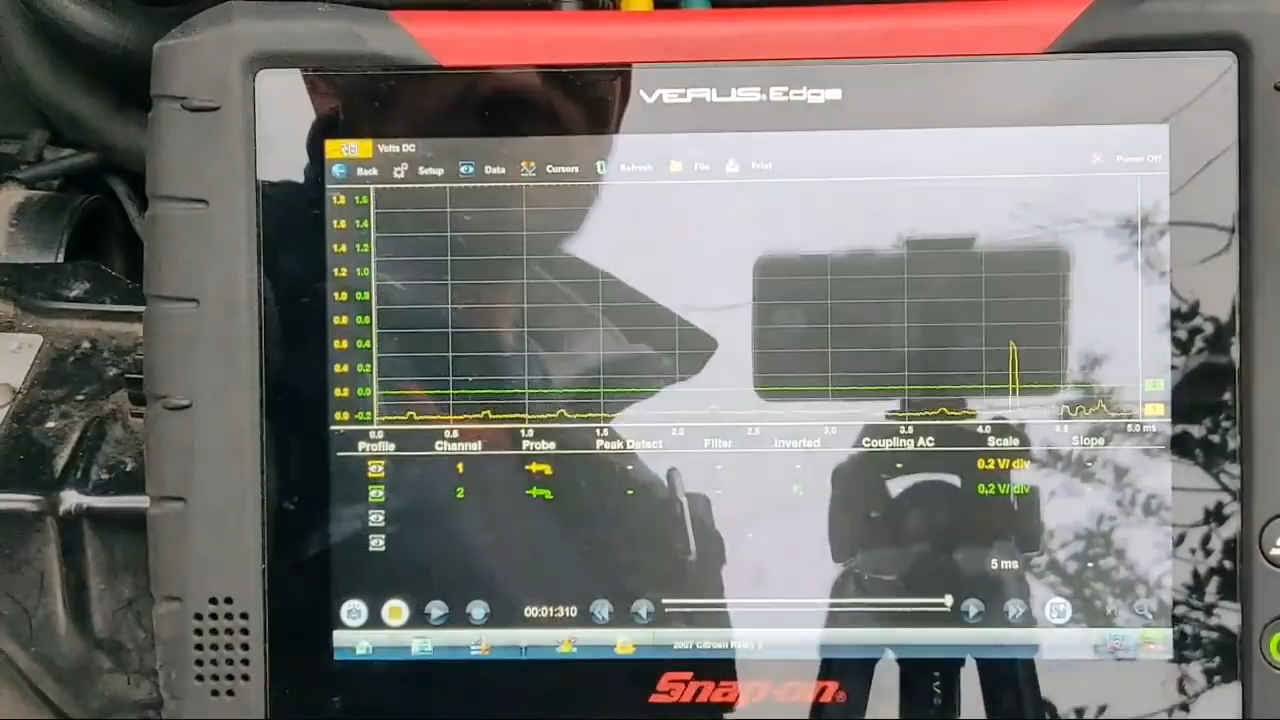 VERUS Edge
Volts DC
Back Setup Data Cursors Refresh File Print Power Off
1.8 1.6
1.6 1.4
1.4 1.2
1.2 1.0
1.0 0.8
0.8 0.6
0.6 0.4
0.4 0.2
0.2 0.0
0.0 -0.2
0.0 0.5 1.0 1.5 2.0 2.5 3.0 3.5 4.0 4.5 5.0 ms
Profile Channel Probe Peak Detect Filter Inverted Coupling AC Scale Slope
1 - - - - 0.2 V/ div -
2 - - 0.2 V/ div
5 ms -
00:01:310
2007 Citroen Relay 3
Snap-on